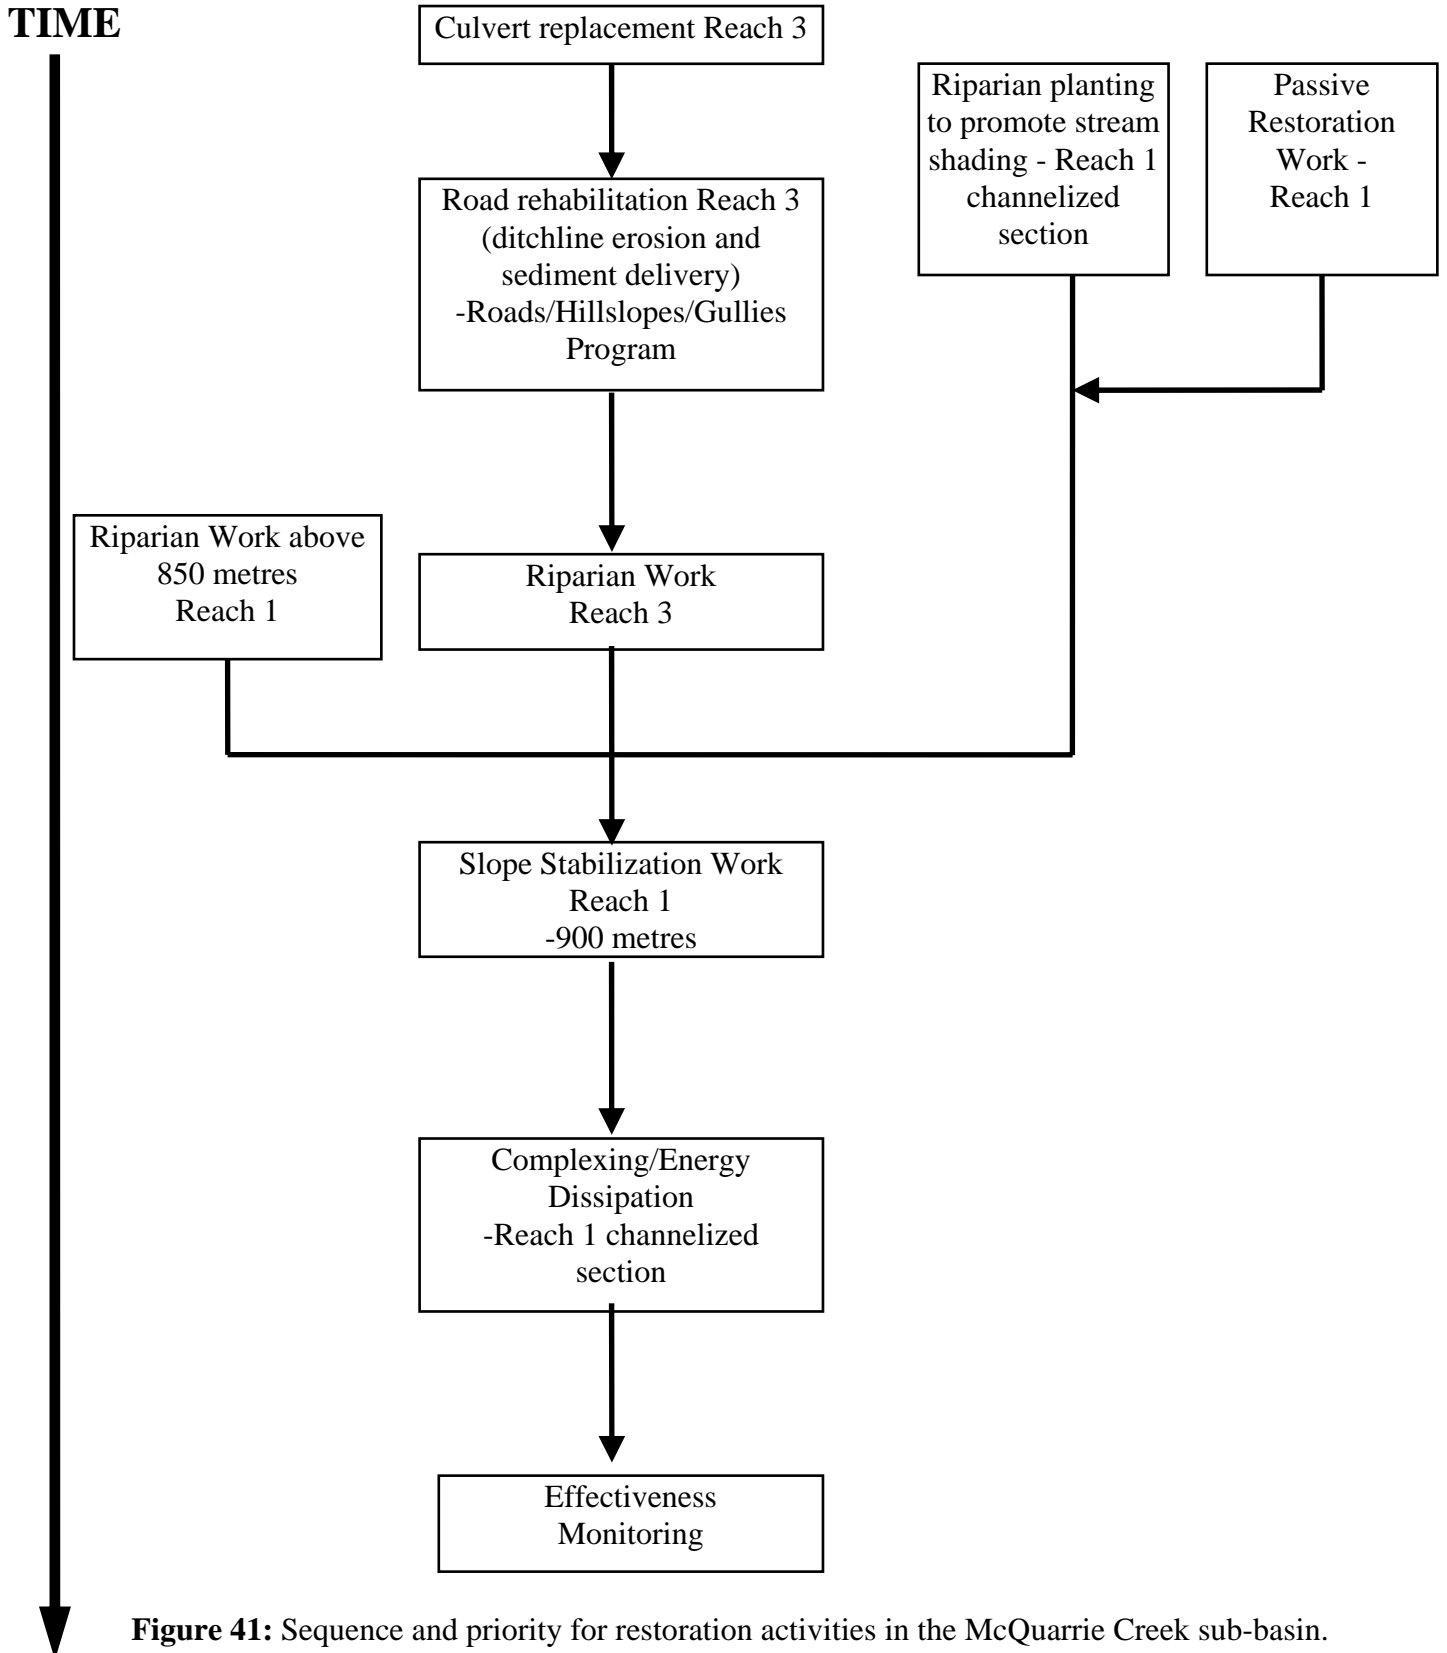 TIME
Culvert replacement Reach 3
Riparian planting
to promote stream
shading - Reach 1
channelized
section
Passive
Restoration
Work -
Reach 1
Road rehabilitation Reach 3
(ditchline erosion and
sediment delivery)
-Roads/Hillslopes/Gullies
Program
Riparian Work above
850 metres
Reach 1
Riparian Work
Reach 3
Slope Stabilization Work
Reach 1
-900 metres
Complexing/Energy
Dissipation
-Reach 1 channelized
section
Effectiveness
Monitoring
Figure 41: Sequence and priority for restoration activities in the McQuarrie Creek sub-basin.